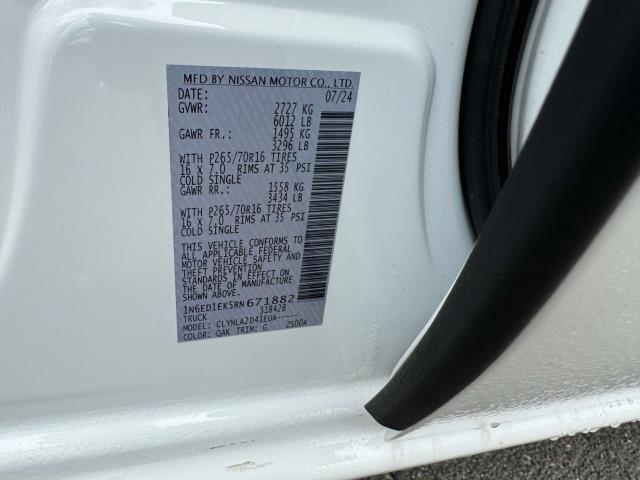 MFD BY NISSAN MOTOR CO., LTD.
DATE: 07/24
GVWR: 2727 KG
6012 LB
GAWR FR.: 1495 KG
3296 LB
WITH P265/70R16 TIRES
16 X 7.0 RIMS AT 35 PSI
COLD SINGLE
GAWR RR.: 1558 KG
3434 LB
WITH P265/70R16 TIRES
16 X 7.0 RIMS AT 35 PSI
COLD SINGLE
THIS VEHICLE CONFORMS TO
ALL APPLICABLE FEDERAL
MOTOR VEHICLE SAFETY AND
THEFT PREVENTION
STANDARDS IN EFFECT ON
THE DATE OF MANUFACTURE
SHOWN ABOVE.
1N6ED1EK5RN671882
TRUCK 318428
MODEL: CLYNLA2D41EUA-----
COLOR: QAK TRIM: G 2500A